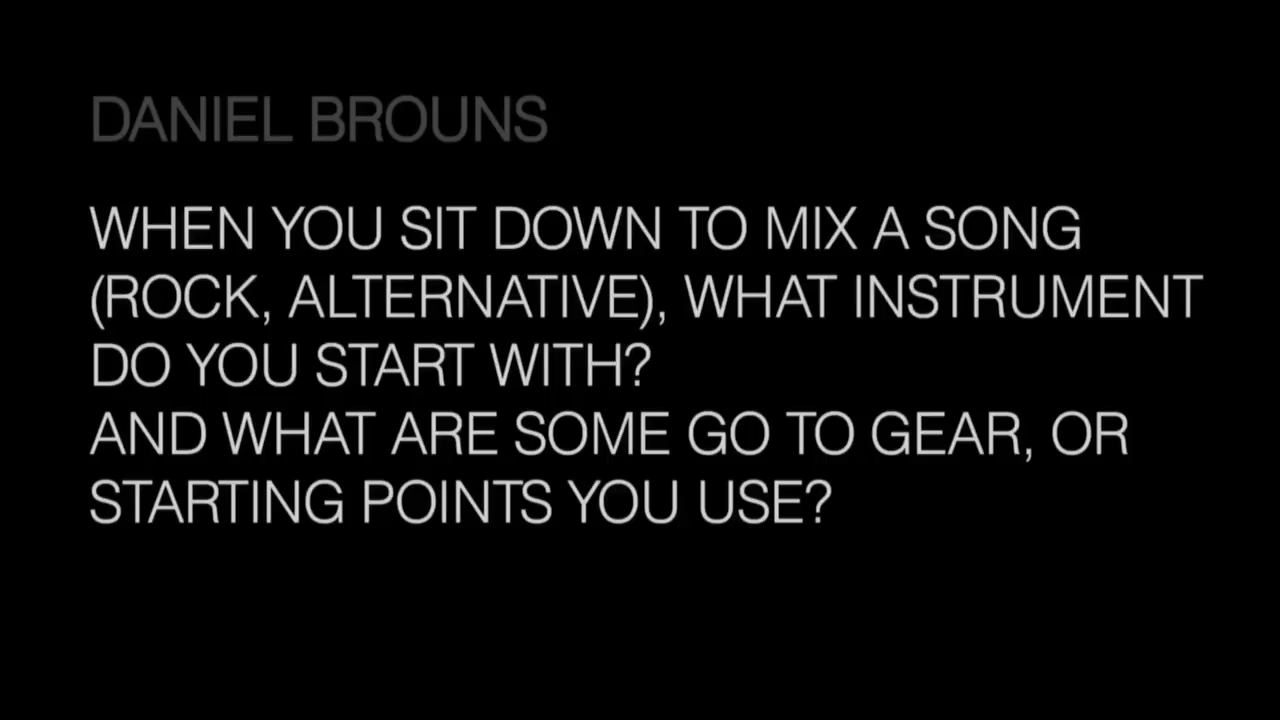 DANIEL BROUNS
WHEN YOU SIT DOWN TO MIX A SONG
(ROCK, ALTERNATIVE), WHAT INSTRUMENT
DO YOU START WITH?
AND WHAT ARE SOME GO TO GEAR, OR
STARTING POINTS YOU USE?